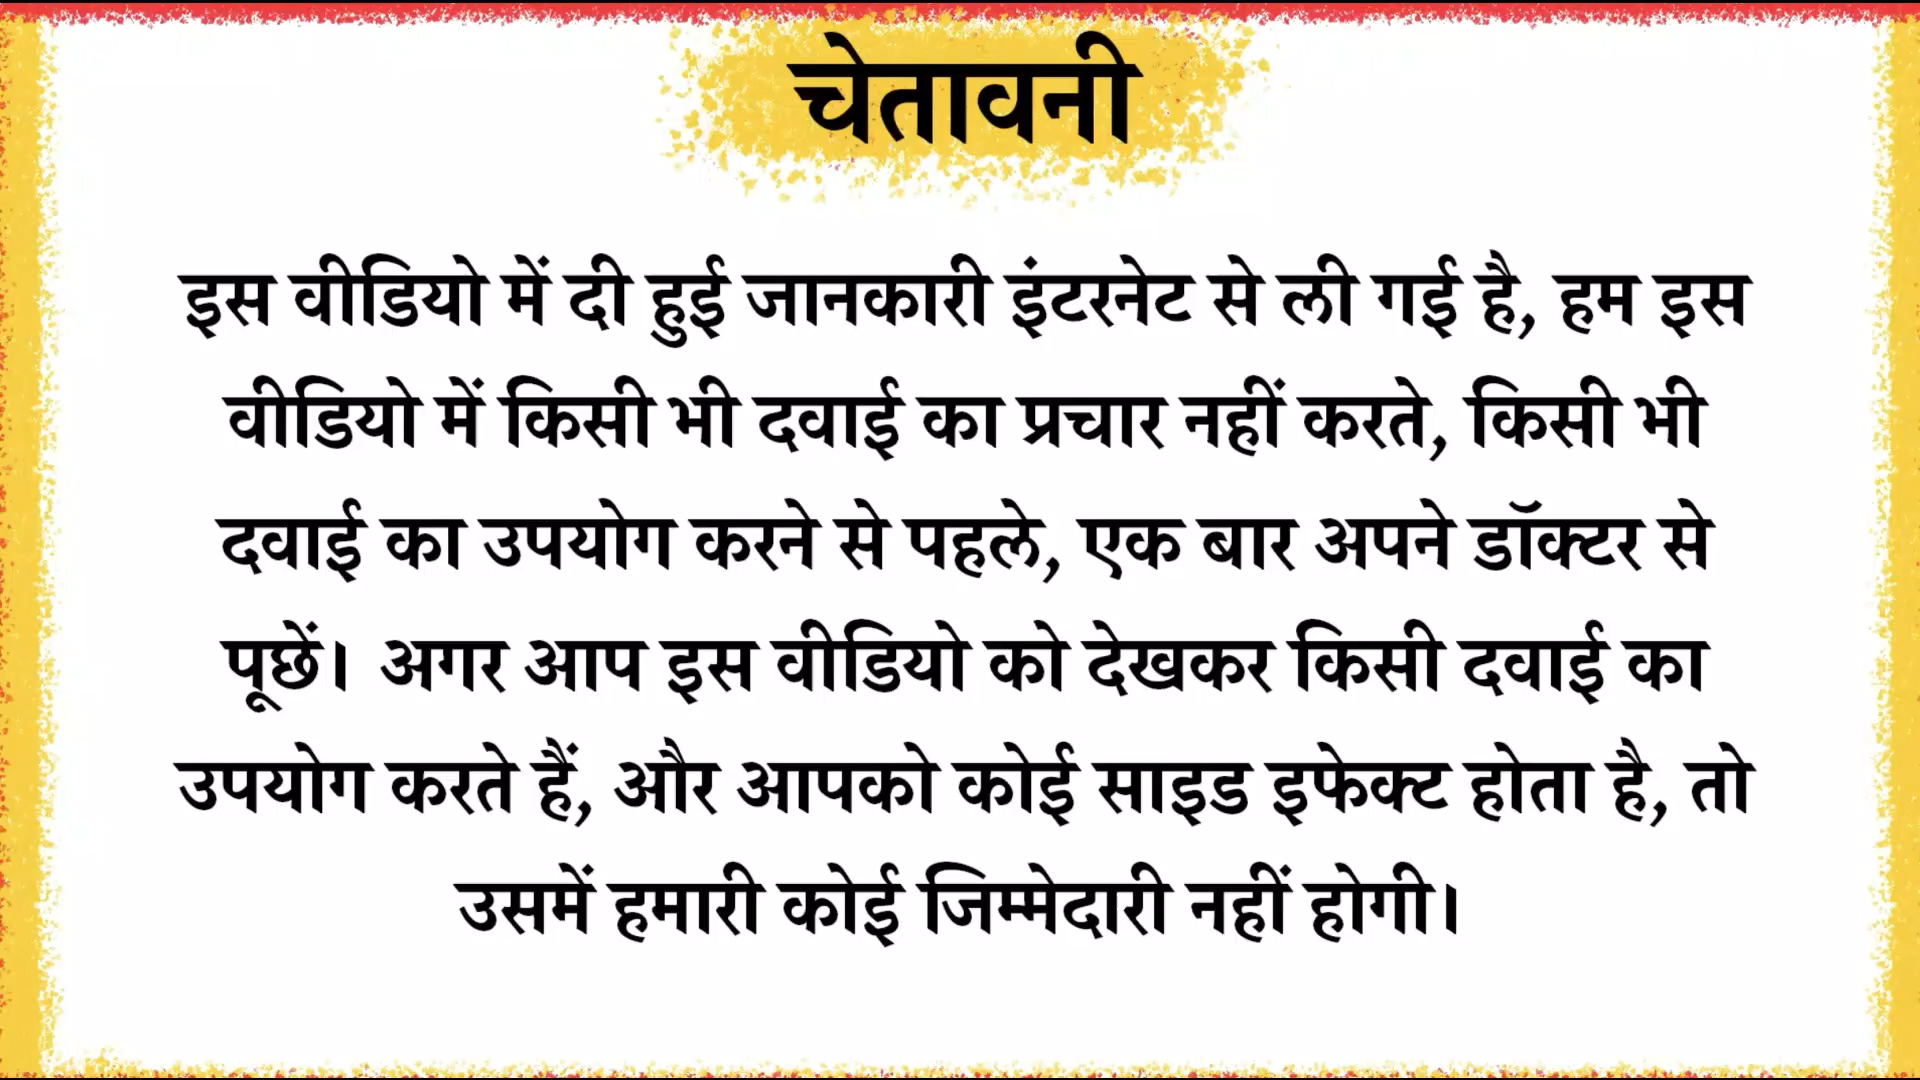 चेतावनी
इस वीडियो में दी हुई जानकारी इंटरनेट से ली गई है, हम इस
वीडियो में किसी भी दवाई का प्रचार नहीं करते, किसी भी
दवाई का उपयोग करने से पहले, एक बार अपने डॉक्टर से
पूछें। अगर आप इस वीडियो को देखकर किसी दवाई का
उपयोग करते हैं, और आपको कोई साइड इफेक्ट होता है, तो
उसमें हमारी कोई जिम्मेदारी नहीं होगी।